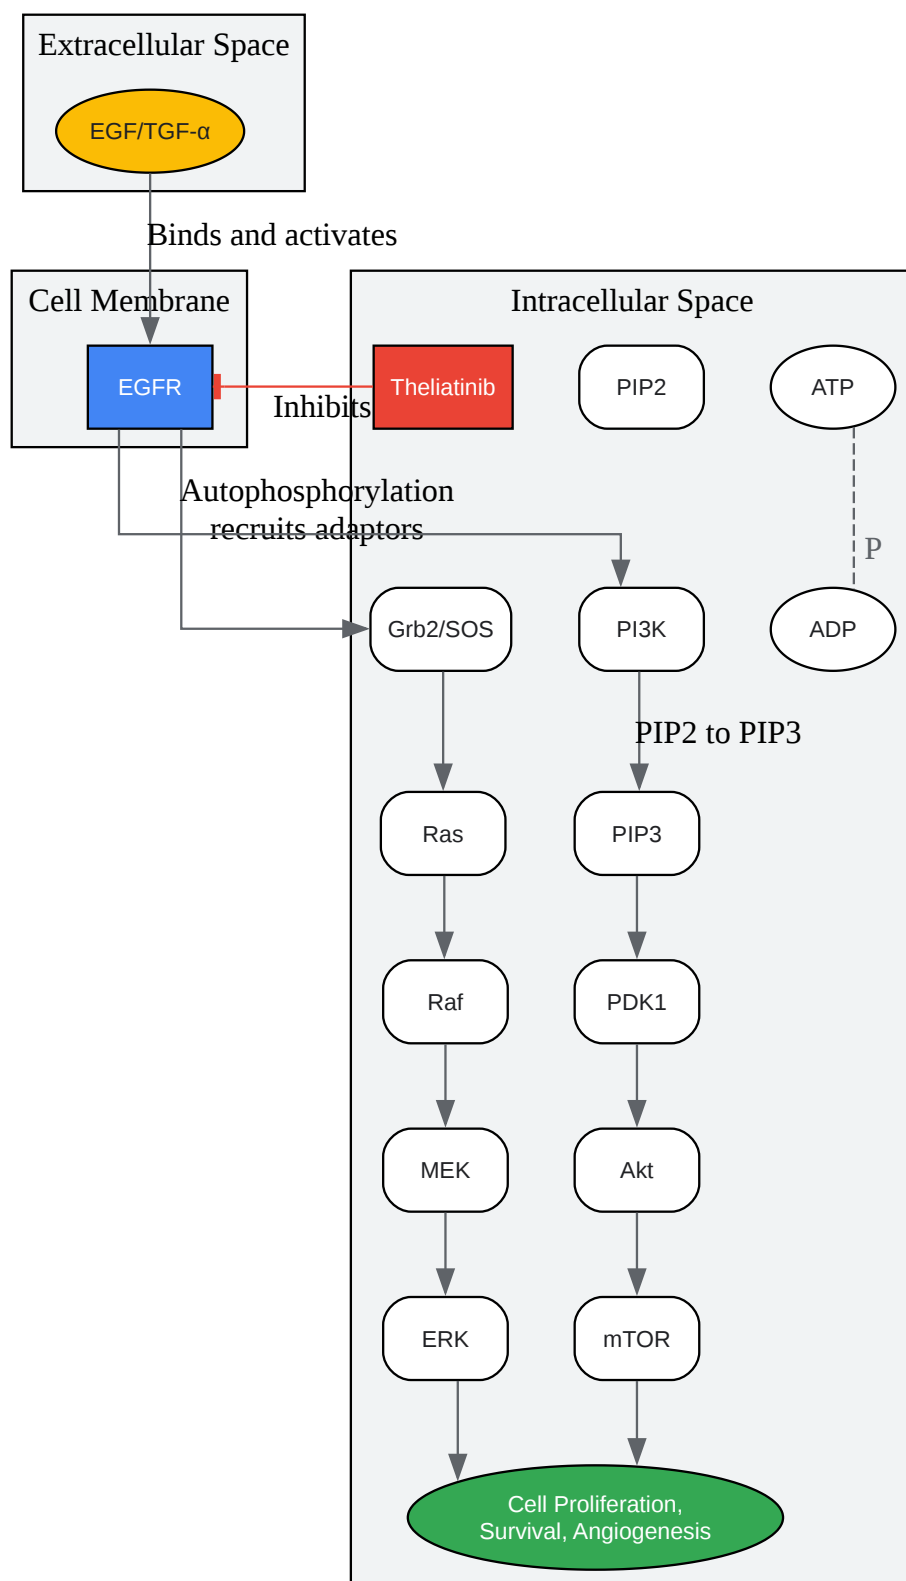 Extracellular Space
EGF/TGF-α
Binds and activates
Cell Membrane
Intracellular Space
EGFR
Inhibits
Theliatinib
PIP2
ATP
Autophosphorylation
recruits adaptors
P
Grb2/SOS
PI3K
ADP
PIP2 to PIP3
Ras
PIP3
Raf
PDK1
MEK
Akt
ERK
mTOR
Cell Proliferation,
Survival, Angiogenesis